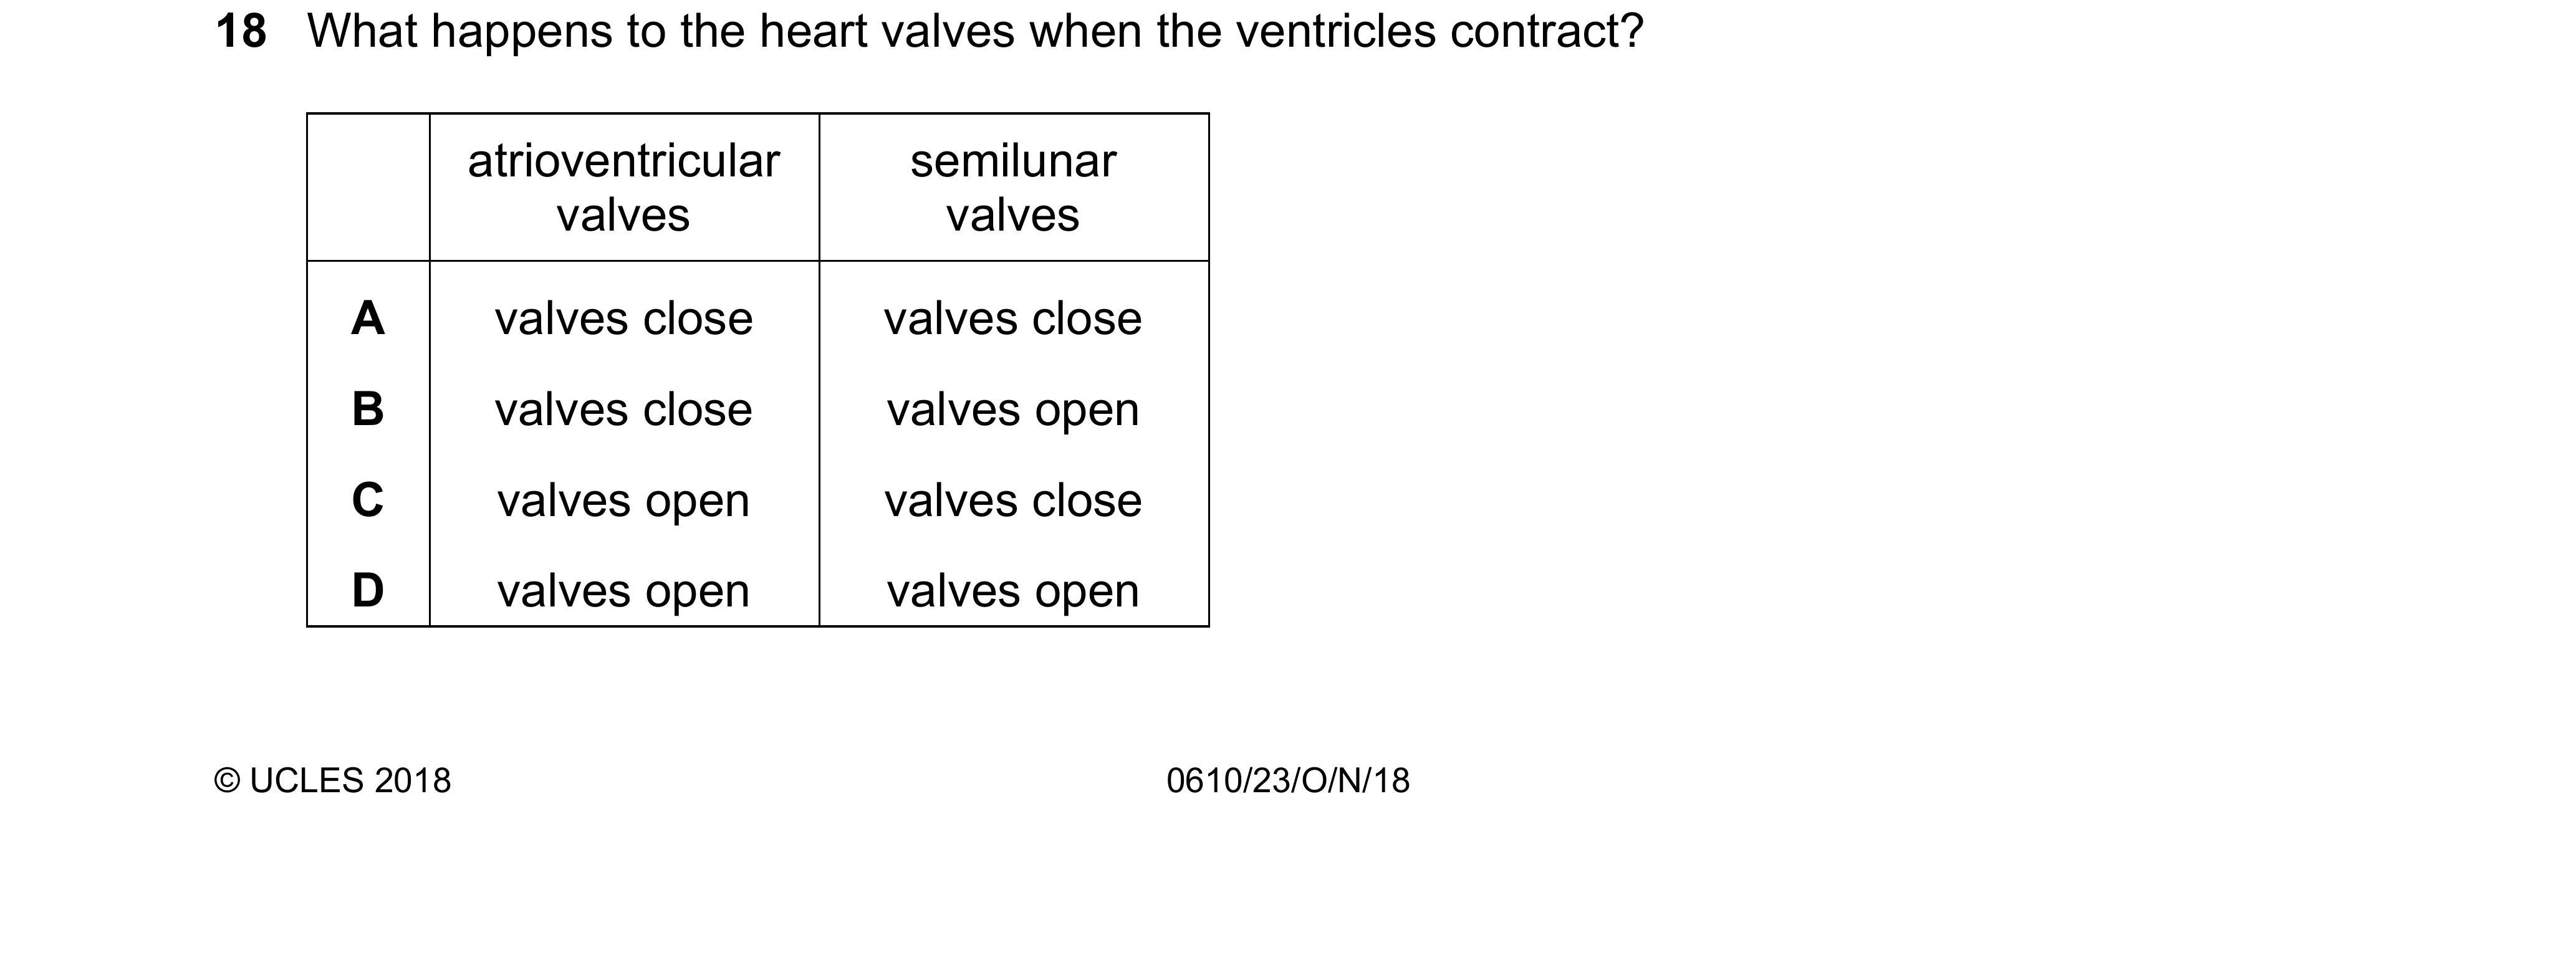 18 What happens to the heart valves when the ventricles contract?
atrioventricular valves semilunar valves
A valves close valves close
B valves close valves open
C valves open valves close
D valves open valves open
© UCLES 2018 0610/23/O/N/18